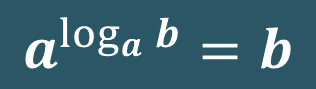 a^{log_a b} = b